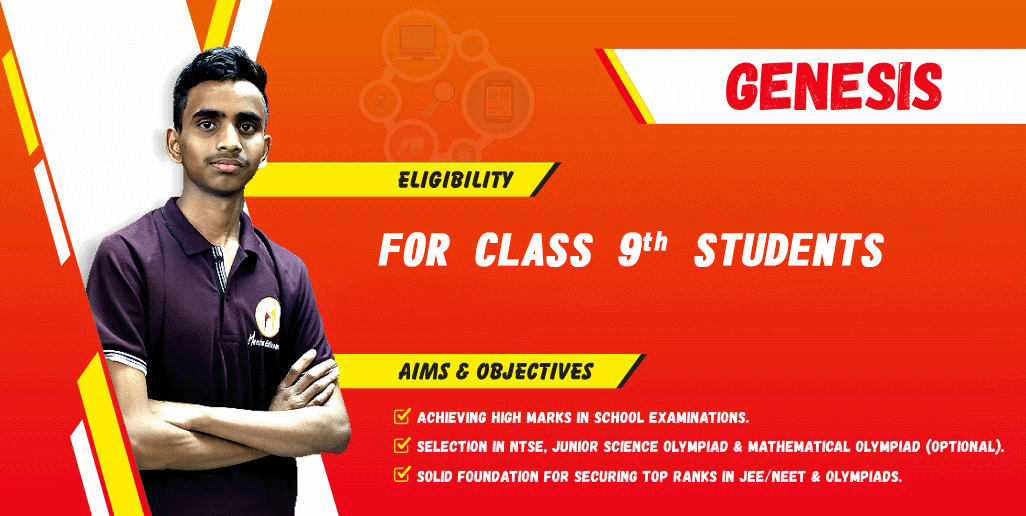 GENESIS
ELIGIBILITY
FOR CLASS 9th STUDENTS
AIMS & OBJECTIVES
ACHIEVING HIGH MARKS IN SCHOOL EXAMINATIONS.
SELECTION IN NTSE, JUNIOR SCIENCE OLYMPIAD & MATHEMATICAL OLYMPIAD (OPTIONAL).
SOLID FOUNDATION FOR SECURING TOP RANKS IN JEE/NEET & OLYMPIADS.